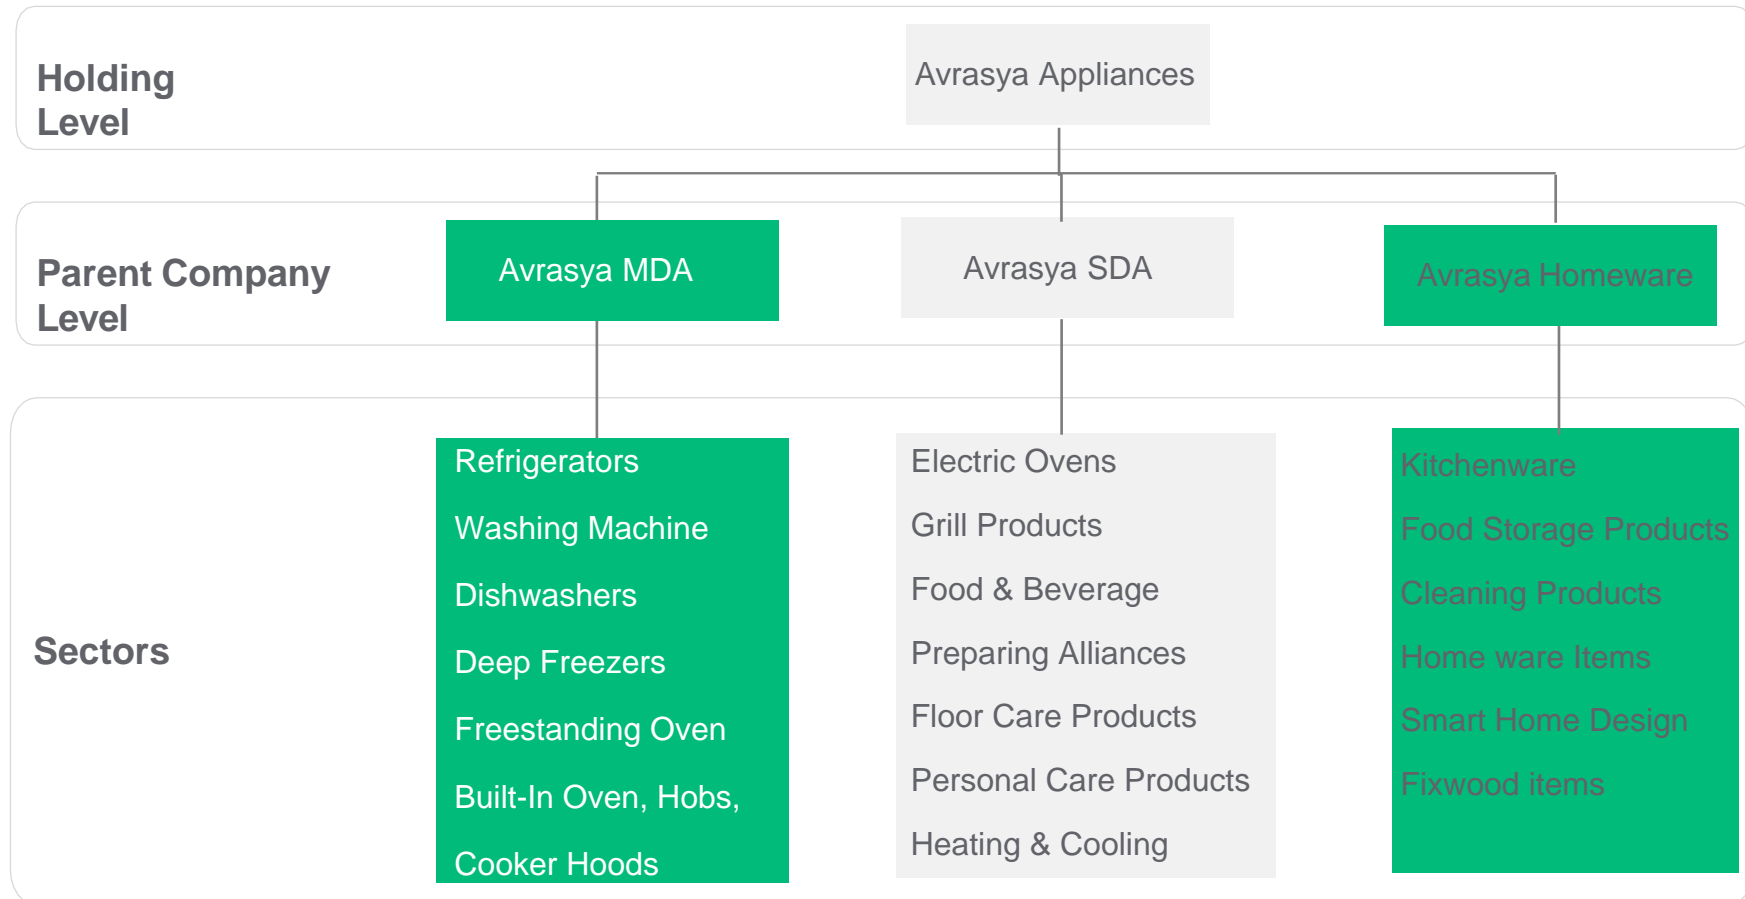 Holding
Level
Avrasya Appliances
Parent Company
Level
Avrasya MDA
Avrasya SDA
Avrasya Homeware
Sectors
Refrigerators
Washing Machine
Dishwashers
Deep Freezers
Freestanding Oven
Built-In Oven, Hobs,
Cooker Hoods
Electric Ovens
Grill Products
Food & Beverage
Preparing Alliances
Floor Care Products
Personal Care Products
Heating & Cooling
Kitchenware
Food Storage Products
Cleaning Products
Home ware Items
Smart Home Design
Fixwood items